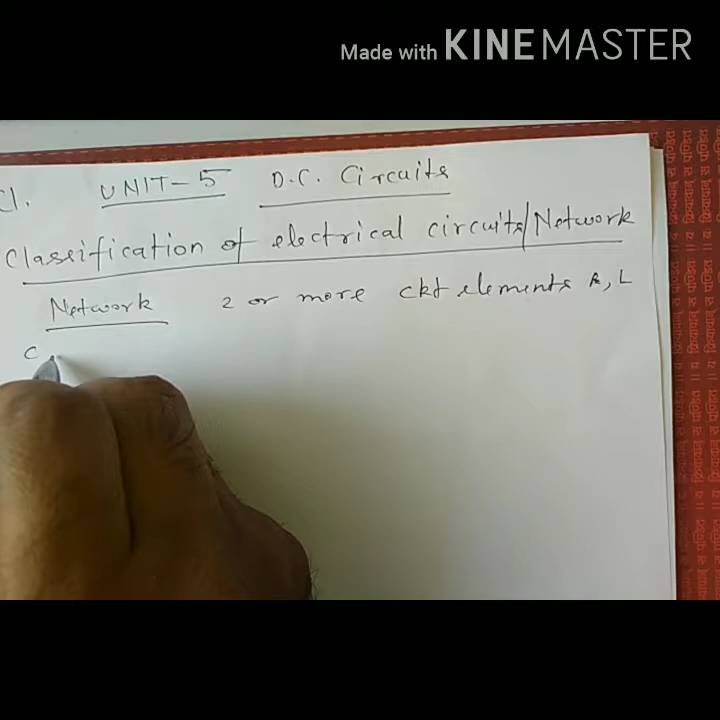 Made with KINEMASTER
UNIT-5 D.C. Circuits
Classification of electrical circuits/Network
Network 2 or more ckt elements R, L
C